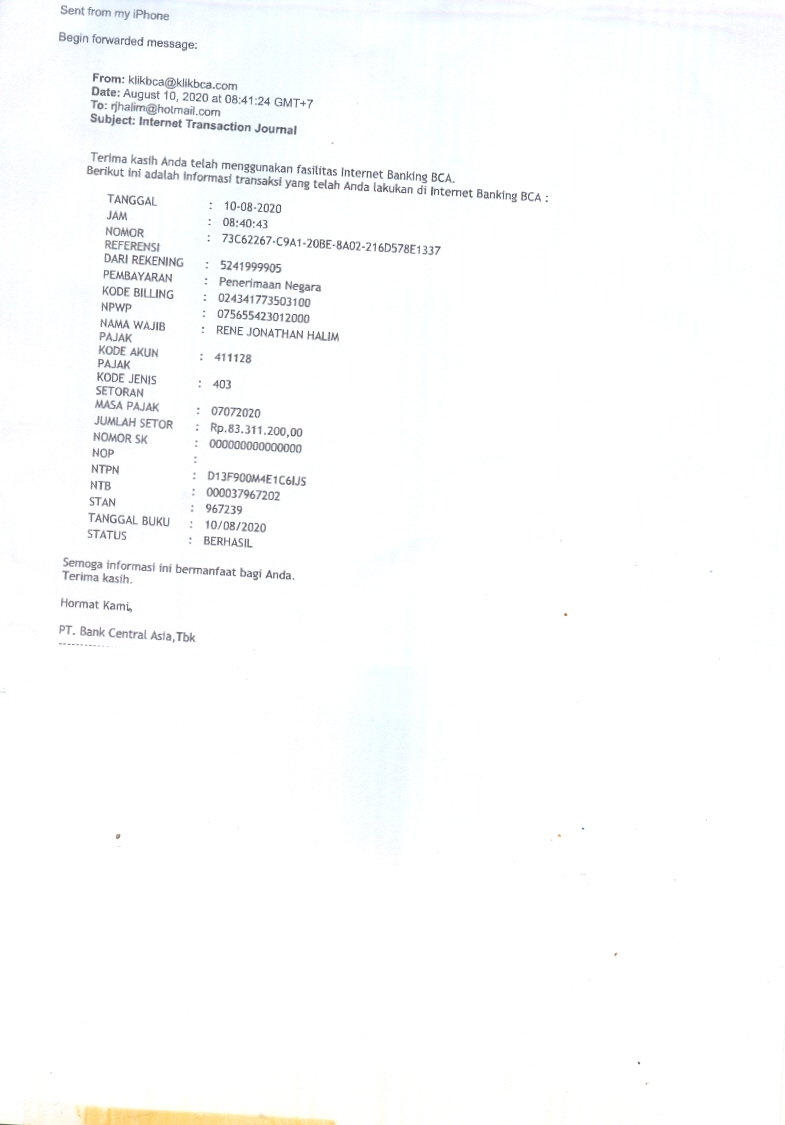 Sent from my iPhone
Begin forwarded message:
From: klikbca@klikbca.com
Date: August 10, 2020 at 08:41:24 GMT+7
To: rjhalim@hotmail.com
Subject: Internet Transaction Journal
Terima kasih Anda telah menggunakan fasilitas Internet Banking BCA.
Berikut ini adalah informasi transaksi yang telah Anda lakukan di Internet Banking BCA :
TANGGAL : 10-08-2020
JAM : 08:40:43
NOMOR : 73C62267-C9A1-20BE-8A02-216D578E1337
REFERENSI
DARI REKENING : 5241999905
PEMBAYARAN : Penerimaan Negara
KODE BILLING : 024341773503100
NPWP : 075655423012000
NAMA WAJIB : RENE JONATHAN HALIM
PAJAK
KODE AKUN : 411128
PAJAK
KODE JENIS : 403
SETORAN
MASA PAJAK : 07072020
JUMLAH SETOR : Rp.83.311.200,00
NOMOR SK : 000000000000000
NOP :
NTPN : D13F900M4E1C6IJS
NTB : 000037967202
STAN : 967239
TANGGAL BUKU : 10/08/2020
STATUS : BERHASIL
Semoga informasi ini bermanfaat bagi Anda.
Terima kasih.
Hormat Kami,
PT. Bank Central Asia,Tbk
------------